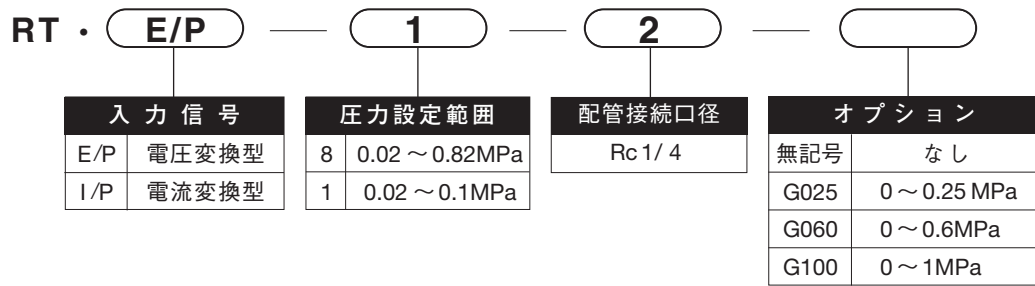 RT・E/P — 1 — 2 —
入力信号
E/P 電圧変換型
I/P 電流変換型
圧力設定範囲
8 0.02～0.82MPa
1 0.02～0.1MPa
配管接続口径
Rc1/4
オプション
無記号 なし
G025 0～0.25MPa
G060 0～0.6MPa
G100 0～1MPa